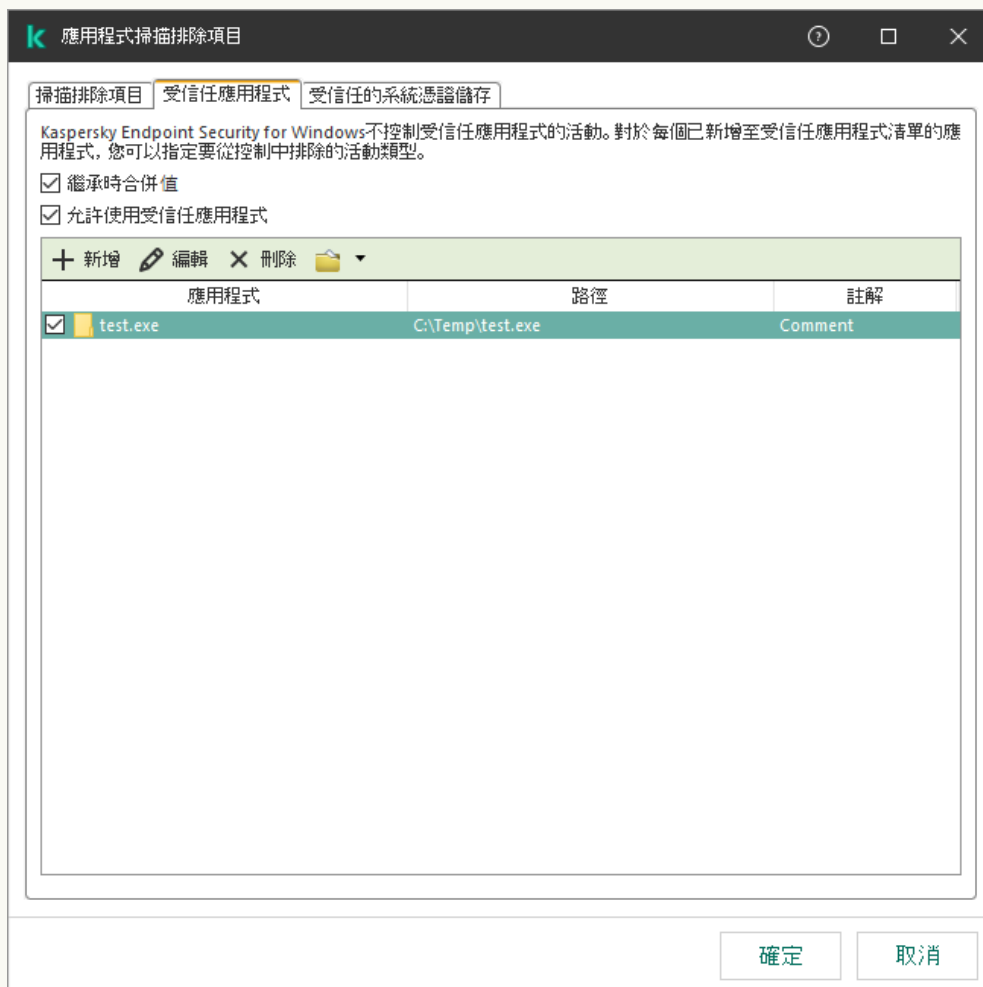 應用程式掃描排除項目
掃描排除項目 受信任應用程式 受信任的系統憑證儲存
Kaspersky Endpoint Security for Windows不控制受信任應用程式的活動。對於每個已新增至受信任應用程式清單的應
用程式，您可以指定要從控制中排除的活動類型。
繼承時合併值
允許使用受信任應用程式
新增 編輯 刪除
應用程式 路徑 註解
test.exe C:\Temp\test.exe Comment
確定 取消